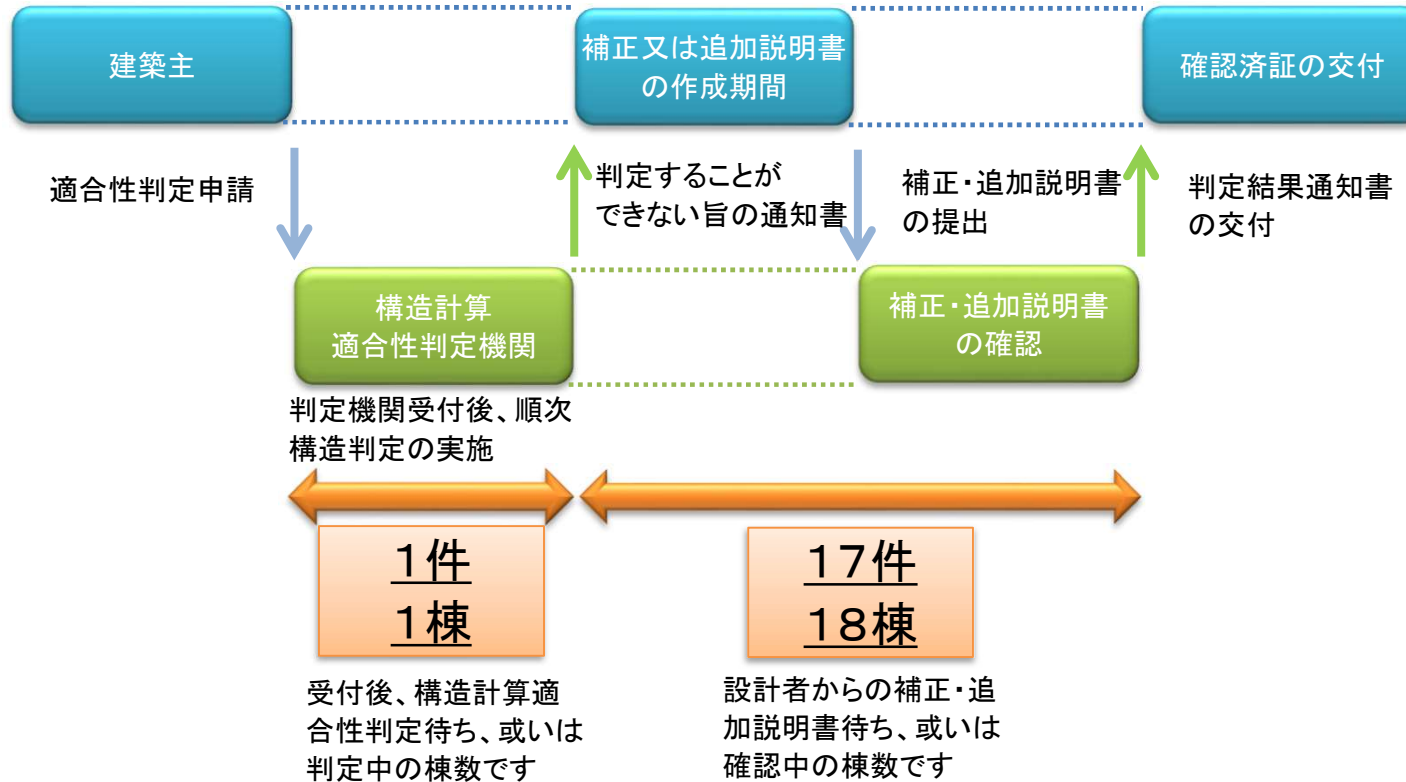 建築主
補正又は追加説明書
の作成期間
確認済証の交付
適合性判定申請
判定することが
できない旨の通知書
補正・追加説明書
の提出
判定結果通知書
の交付
構造計算
適合性判定機関
補正・追加説明書
の確認
判定機関受付後、順次
構造判定の実施
1件
1棟
17件
18棟
受付後、構造計算適
合性判定待ち、或いは
判定中の棟数です
設計者からの補正・追
加説明書待ち、或いは
確認中の棟数です